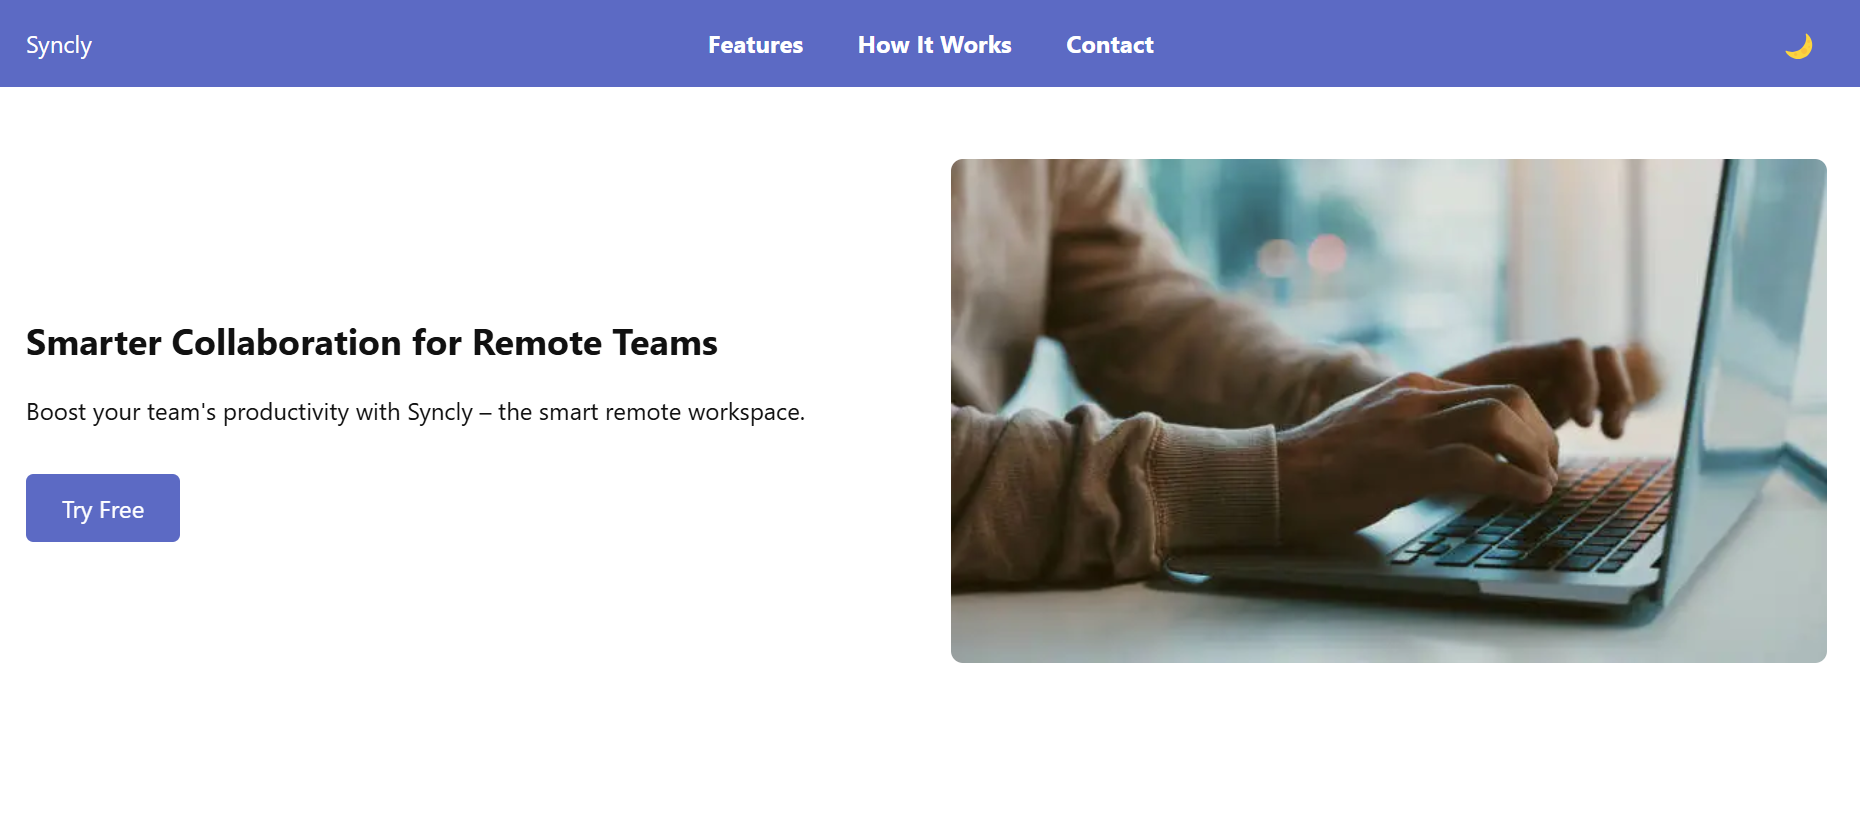 Syncly
Features
How It Works
Contact
Smarter Collaboration for Remote Teams
Boost your team's productivity with Syncly – the smart remote workspace.
Try Free